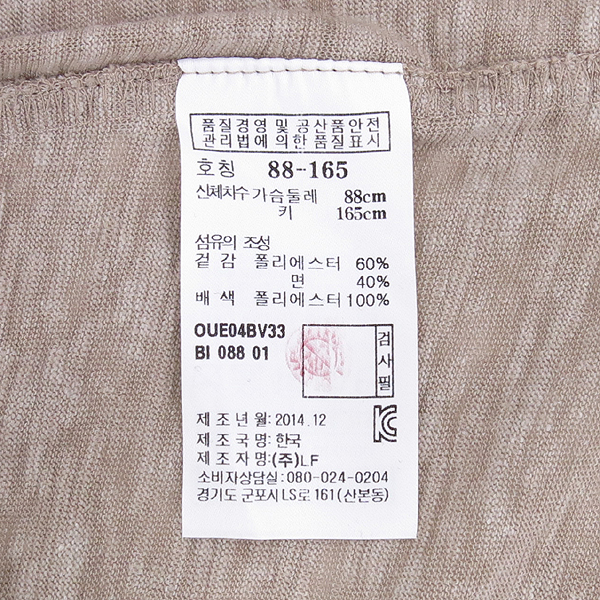 품질경영 및 공산품안전
관리법에 의한 품질표시
호칭 88-165
신체치수 가슴둘레 88cm
키 165cm
섬유의 조성
겉감 폴리에스터 60%
면 40%
배색 폴리에스터 100%
OUE04BV33
BI 088 01
검사필
제조년월:2014.12
제조국명:한국
제조자명:(주)LF
소비자상담실:080-024-0204
경기도 군포시 LS로 161(산본동)